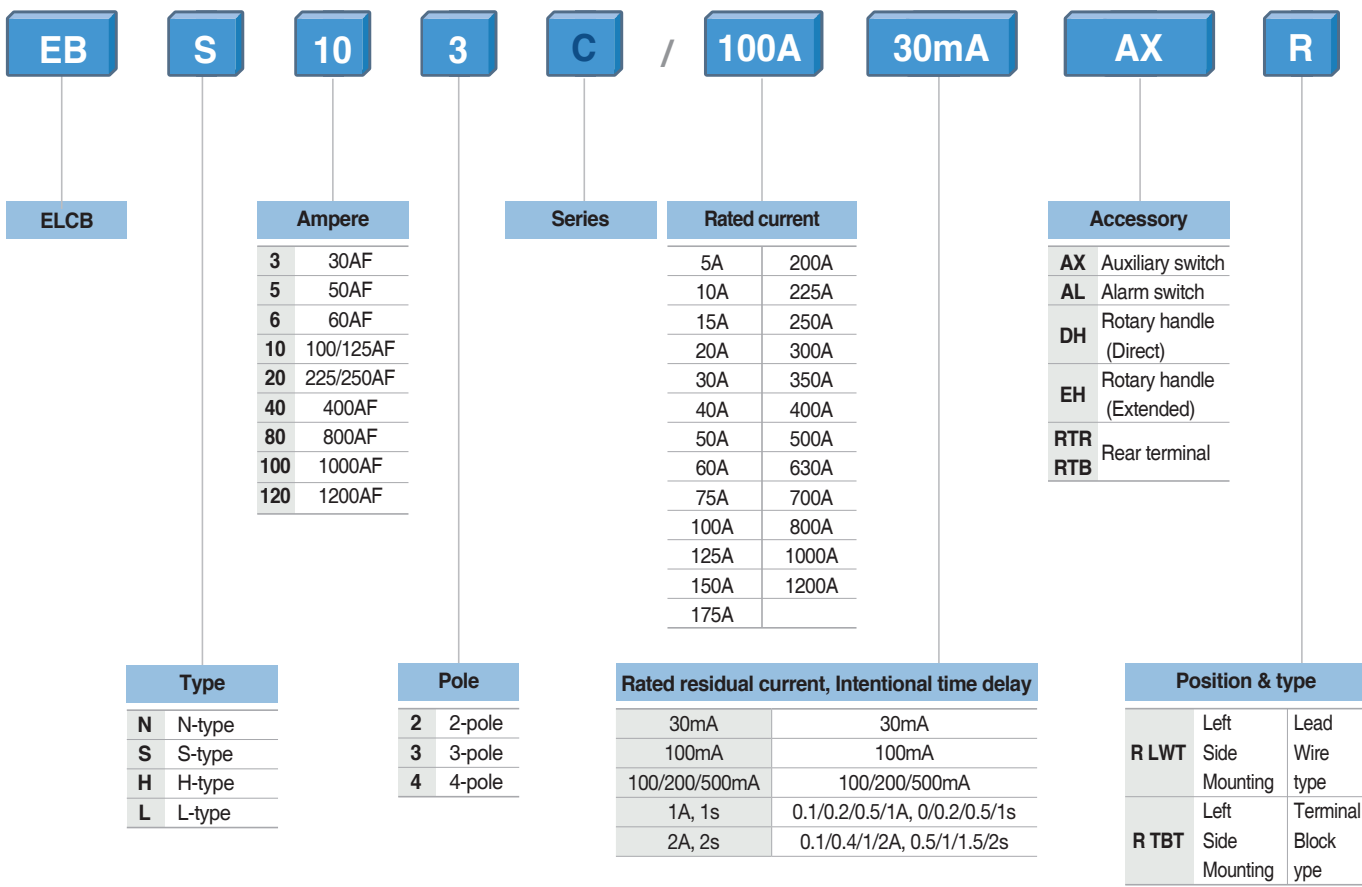 EB S 10 3 C / 100A 30mA AX R
ELCB
Ampere
3 30AF
5 50AF
6 60AF
10 100/125AF
20 225/250AF
40 400AF
80 800AF
100 1000AF
120 1200AF
Series
Rated current
5A 200A
10A 225A
15A 250A
20A 300A
30A 350A
40A 400A
50A 500A
60A 630A
75A 700A
100A 800A
125A 1000A
150A 1200A
175A
Accessory
AX Auxiliary switch
AL Alarm switch
DH Rotary handle
(Direct)
EH Rotary handle
(Extended)
RTR
RTB Rear terminal
Type
N N-type
S S-type
H H-type
L L-type
Pole
2 2-pole
3 3-pole
4 4-pole
Rated residual current, Intentional time delay
30mA 30mA
100mA 100mA
100/200/500mA 100/200/500mA
1A, 1s 0.1/0.2/0.5/1A, 0/0.2/0.5/1s
2A, 2s 0.1/0.4/1/2A, 0.5/1/1.5/2s
Position & type
Left Lead
R LWT Side Wire
Mounting type
Left Terminal
R TBT Side Block
Mounting ype